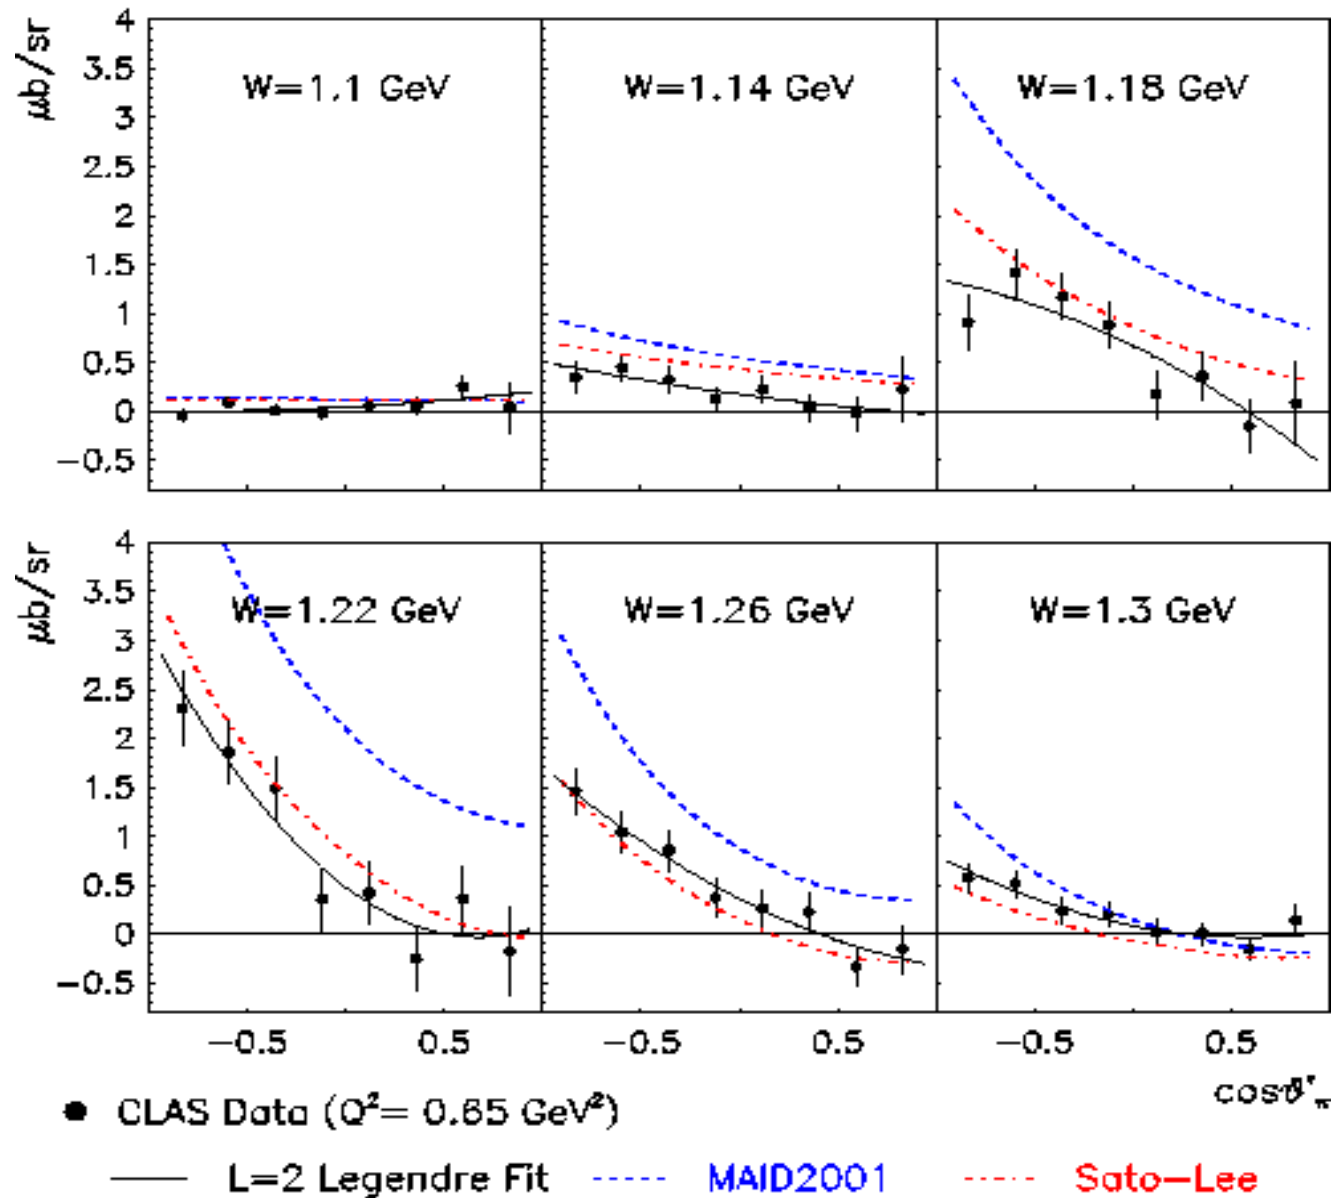 μb/sr
4
3.5
3
2.5
2
1.5
1
0.5
0
−0.5
W=1.1 GeV
W=1.14 GeV
W=1.18 GeV
μb/sr
4
3.5
3
2.5
2
1.5
1
0.5
0
−0.5
W=1.22 GeV
W=1.26 GeV
W=1.3 GeV
−0.5 0.5 −0.5 0.5 −0.5 0.5
cosϑ*π
CLAS Data (Q²= 0.65 GeV²)
L=2 Legendre Fit MAID2001 Sato−Lee